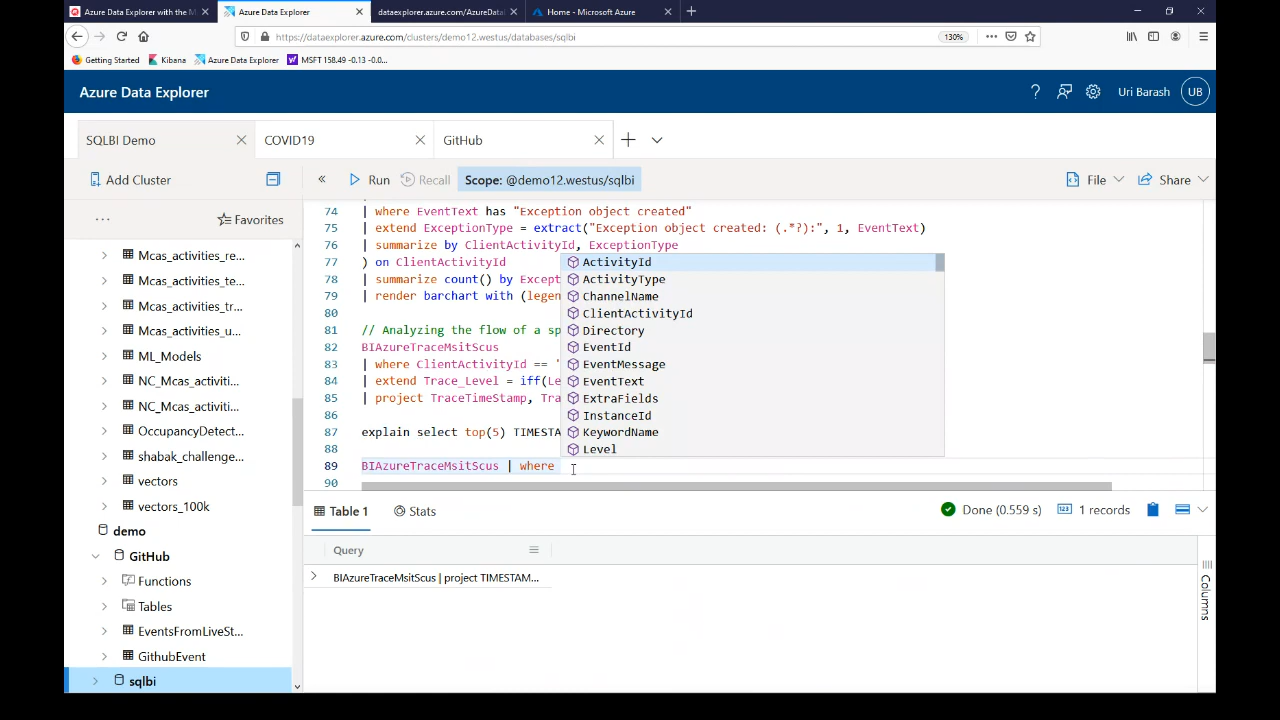 Azure Data Explorer with the M
Azure Data Explorer
dataexplorer.azure.com/AzureData
Home - Microsoft Azure
https://dataexplorer.azure.com/clusters/demo12.westus/databases/sqlbi
130%
Getting Started
Kibana
Azure Data Explorer
MSFT 158.49 -0.13 -0.0...
Azure Data Explorer
?
Uri Barash
UB
SQLBI Demo
COVID19
GitHub
Add Cluster
Run
Recall
Scope: @demo12.westus/sqlbi
File
Share
...
Favorites
Mcas_activities_re...
Mcas_activities_te...
Mcas_activities_tr...
Mcas_activities_u...
ML_Models
NC_Mcas_activiti...
NC_Mcas_activiti...
OccupancyDetect...
shabak_challenge...
vectors
vectors_100k
demo
GitHub
Functions
Tables
EventsFromLiveSt...
GithubEvent
sqlbi
74 | where EventText has "Exception object created"
75 | extend ExceptionType = extract("Exception object created: (.*?):", 1, EventText)
76 | summarize by ClientActivityId, ExceptionType
77 ) on ClientActivityId
78 | summarize count() by Except
79 | render barchart with (legen
80
81 // Analyzing the flow of a sp
82 BIAzureTraceMsitScus
83 | where ClientActivityId == '
84 | extend Trace_Level = iff(Le
85 | project TraceTimeStamp, Tra
86
87 explain select top(5) TIMESTA
88
89 BIAzureTraceMsitScus | where
90
ActivityId
ActivityType
ChannelName
ClientActivityId
Directory
EventId
EventMessage
EventText
ExtraFields
InstanceId
KeywordName
Level
Table 1
Stats
Done (0.559 s)
123
1 records
Query
BIAzureTraceMsitScus | project TIMESTAM...
Columns